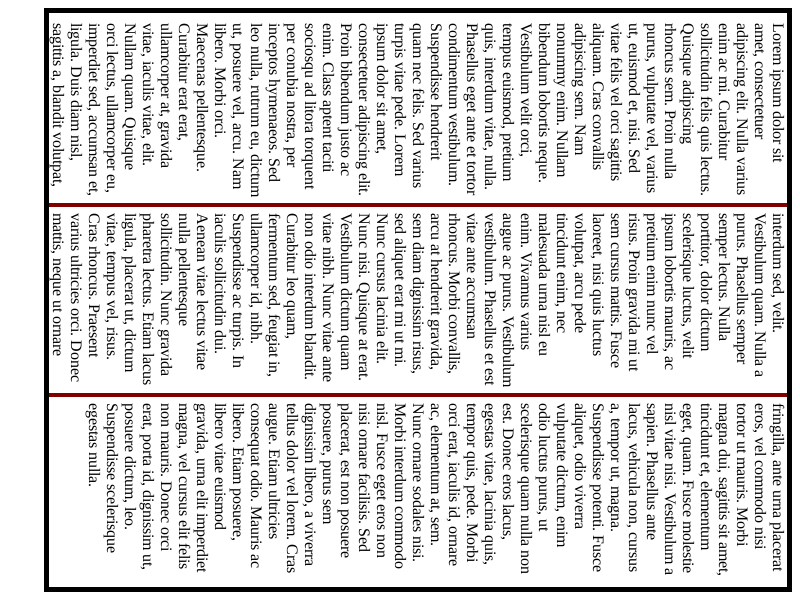 Lorem ipsum dolor sit
amet, consectetuer
adipiscing elit. Nulla varius
enim ac mi. Curabitur
sollicitudin felis quis lectus.
Quisque adipiscing
rhoncus sem. Proin nulla
purus, vulputate vel, varius
ut, euismod et, nisi. Sed
vitae felis vel orci sagittis
aliquam. Cras convallis
adipiscing sem. Nam
nonummy enim. Nullam
bibendum lobortis neque.
Vestibulum velit orci,
tempus euismod, pretium
quis, interdum vitae, nulla.
Phasellus eget ante et tortor
condimentum vestibulum.
Suspendisse hendrerit
quam nec felis. Sed varius
turpis vitae pede. Lorem
ipsum dolor sit amet,
consectetuer adipiscing elit.
Proin bibendum justo ac
enim. Class aptent taciti
sociosqu ad litora torquent
per conubia nostra, per
inceptos hymenaeos. Sed
leo nulla, rutrum eu, dictum
ut, posuere vel, arcu. Nam
libero. Morbi orci.
Maecenas pellentesque.
Curabitur erat erat,
ullamcorper at, gravida
vitae, iaculis vitae, elit.
Nullam quam. Quisque
orci lectus, ullamcorper eu,
imperdiet sed, accumsan et,
ligula. Duis diam nisl,
sagittis a, blandit volutpat,
interdum sed, velit.
Vestibulum quam. Nulla a
purus. Phasellus semper
semper lectus. Nulla
porttitor, dolor dictum
scelerisque luctus, velit
ipsum lobortis mauris, ac
pretium enim nunc vel
risus. Proin gravida mi ut
sem cursus mattis. Fusce
laoreet, nisi quis luctus
volutpat, arcu pede
tincidunt enim, nec
malesuada urna nisl eu
enim. Vivamus varius
augue ac purus. Vestibulum
vestibulum. Phasellus et est
vitae ante accumsan
rhoncus. Morbi convallis,
arcu at hendrerit gravida,
sem diam dignissim risus,
sed aliquet erat mi ut mi.
Nunc cursus lacinia elit.
Nunc nisi. Quisque at erat.
Vestibulum dictum quam
vitae nibh. Nunc vitae ante
non odio interdum blandit.
Curabitur leo quam,
fermentum sed, feugiat in,
ullamcorper id, nibh.
Suspendisse ac turpis. In
iaculis sollicitudin dui.
Aenean vitae lectus vitae
nulla pellentesque
sollicitudin. Nunc gravida
pharetra lectus. Etiam lacus
ligula, placerat ut, dictum
vitae, tempus vel, risus.
Cras rhoncus. Praesent
varius ultricies orci. Donec
mattis, neque ut ornare
fringilla, ante urna placerat
eros, vel commodo nisi
tortor ut mauris. Morbi
magna dui, sagittis sit amet,
tincidunt et, elementum
eget, quam. Fusce molestie
nisl vitae nisi. Vestibulum a
sapien. Phasellus ante
lacus, vehicula non, cursus
a, tempor ut, magna.
Suspendisse potenti. Fusce
aliquet, odio viverra
vulputate dictum, enim
odio luctus purus, ut
scelerisque quam nulla non
est. Donec eros lacus,
egestas vitae, lacinia quis,
tempor quis, pede. Morbi
orci erat, iaculis id, ornare
ac, elementum at, sem.
Nunc ornare sodales nisi.
Morbi interdum commodo
nisl. Fusce eget eros non
nisi ornare facilisis. Sed
placerat, est non posuere
posuere, purus sem
dignissim libero, a viverra
tellus dolor vel lorem. Cras
augue. Etiam ultricies
consequat odio. Mauris ac
libero. Etiam posuere,
libero vitae euismod
gravida, urna elit imperdiet
magna, vel cursus elit felis
non mauris. Donec orci
erat, porta id, dignissim ut,
posuere dictum, leo.
Suspendisse scelerisque
egestas nulla.